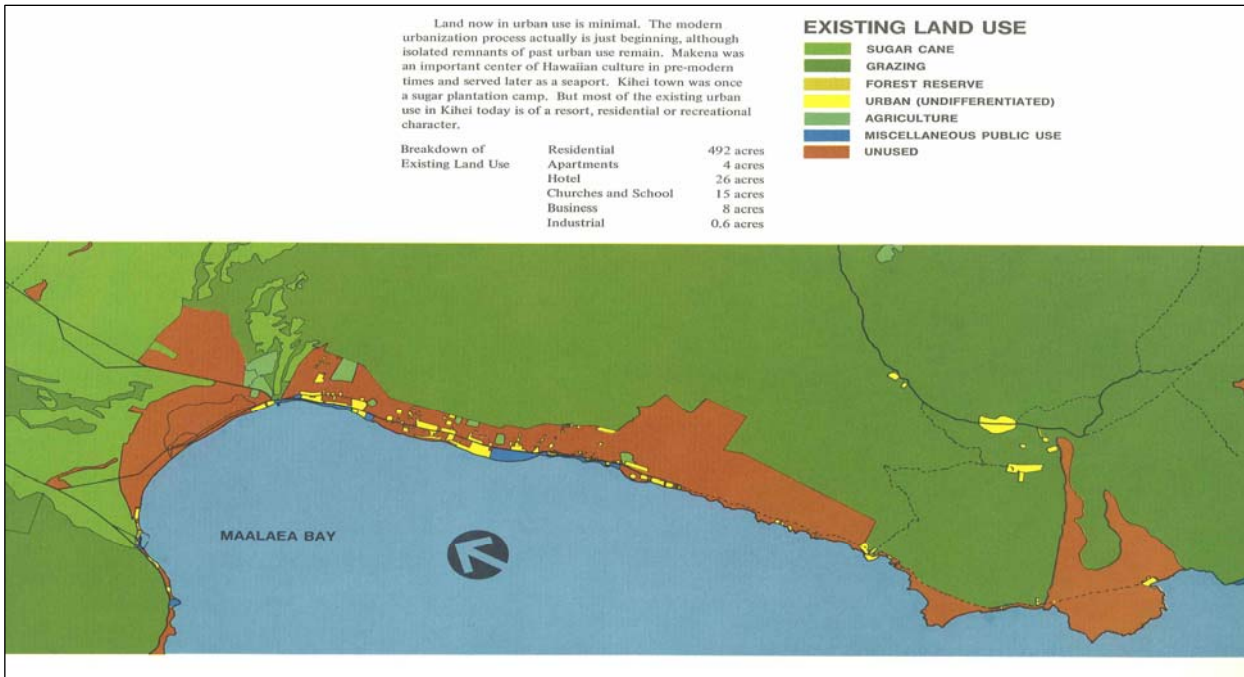 Land now in urban use is minimal. The modern
urbanization process actually is just beginning, although
isolated remnants of past urban use remain. Makena was
an important center of Hawaiian culture in pre-modern
times and served later as a seaport. Kihei town was once
a sugar plantation camp. But most of the existing urban
use in Kihei today is of a resort, residential or recreational
character.
Breakdown of Residential 492 acres
Existing Land Use Apartments 4 acres
Hotel 26 acres
Churches and School 15 acres
Business 8 acres
Industrial 0.6 acres
EXISTING LAND USE
SUGAR CANE
GRAZING
FOREST RESERVE
URBAN (UNDIFFERENTIATED)
AGRICULTURE
MISCELLANEOUS PUBLIC USE
UNUSED
MAALAEA BAY